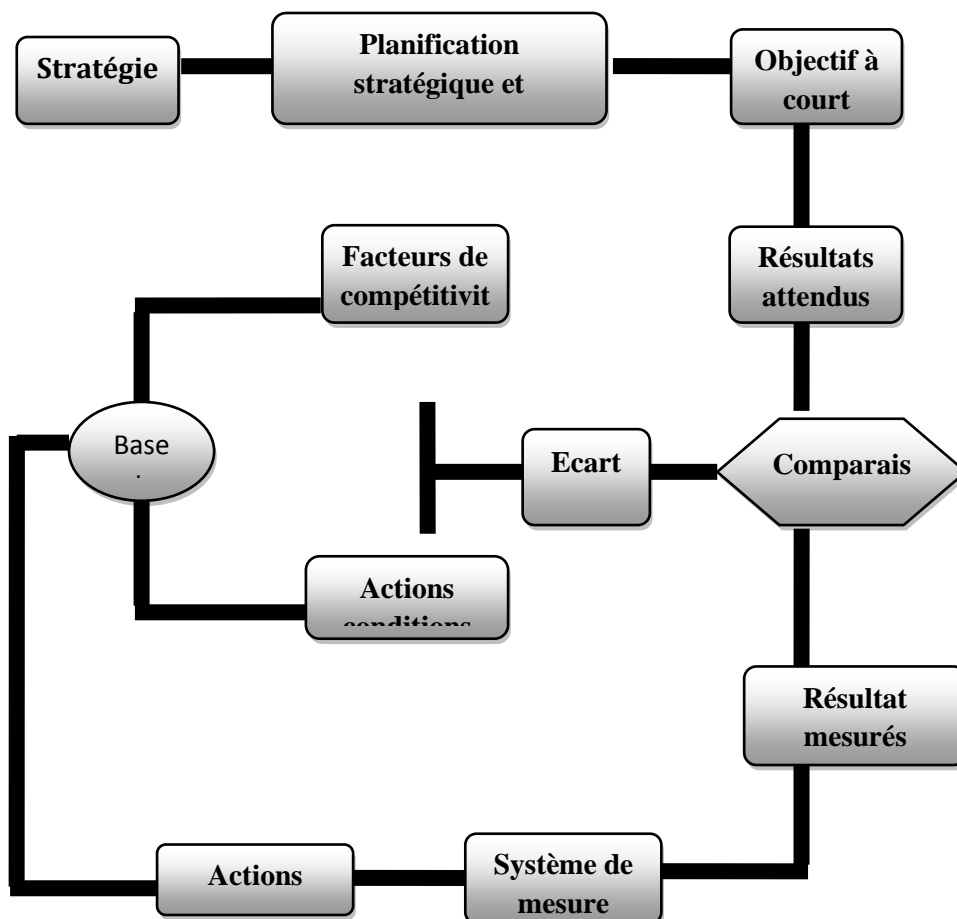 Stratégie
Planification
stratégique et
Objectif à
court
Facteurs de
compétitivit
Résultats
attendus
Base
.
Ecart
Comparais
Actions
conditions
Résultat
mesurés
Actions
Système de
mesure